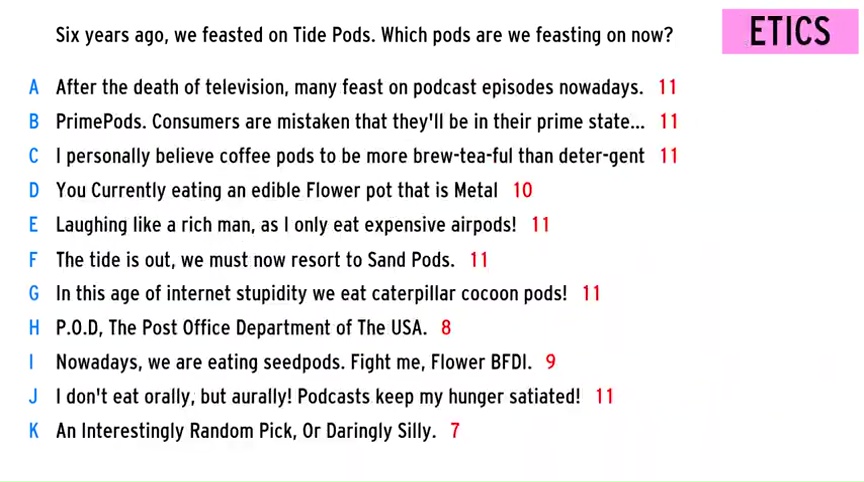 Six years ago, we feasted on Tide Pods. Which pods are we feasting on now?
ETICS
A After the death of television, many feast on podcast episodes nowadays. 11
B PrimePods. Consumers are mistaken that they'll be in their prime state... 11
C I personally believe coffee pods to be more brew-tea-ful than deter-gent 11
D You Currently eating an edible Flower pot that is Metal 10
E Laughing like a rich man, as I only eat expensive airpods! 11
F The tide is out, we must now resort to Sand Pods. 11
G In this age of internet stupidity we eat caterpillar cocoon pods! 11
H P.O.D, The Post Office Department of The USA. 8
I Nowadays, we are eating seedpods. Fight me, Flower BFDI. 9
J I don't eat orally, but aurally! Podcasts keep my hunger satiated! 11
K An Interestingly Random Pick, Or Daringly Silly. 7